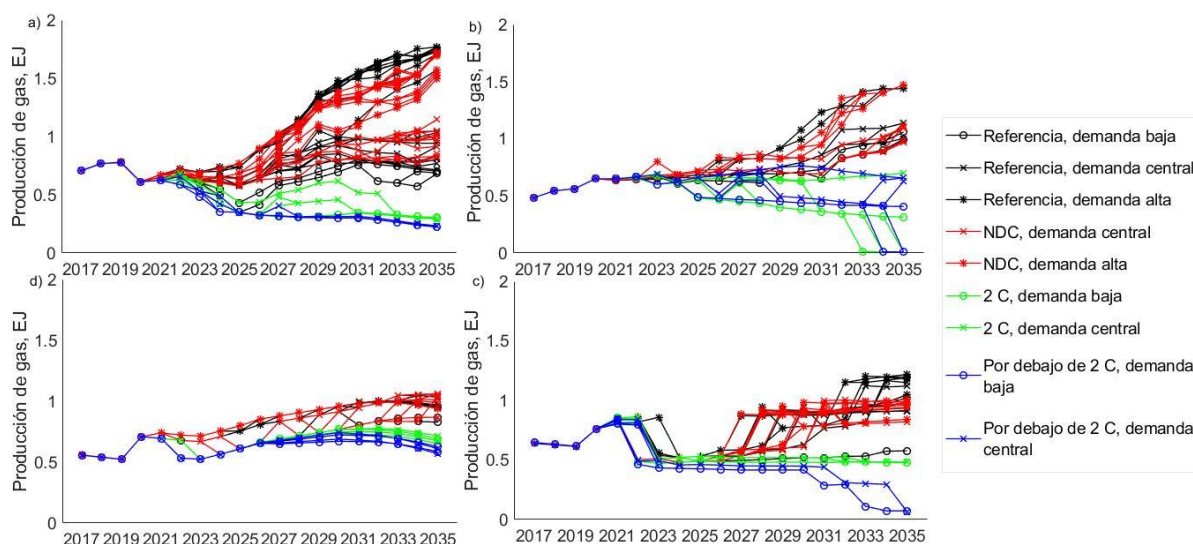 a)
Producción de gas, EJ
2
1.5
1
0.5
0
2017 2019 2021 2023 2025 2027 2029 2031 2033 2035
b)
Producción de gas, EJ
2
1.5
1
0.5
0
2017 2019 2021 2023 2025 2027 2029 2031 2033 2035
d)
Producción de gas, EJ
2
1.5
1
0.5
0
2017 2019 2021 2023 2025 2027 2029 2031 2033 2035
c)
Producción de gas, EJ
2
1.5
1
0.5
0
2017 2019 2021 2023 2025 2027 2029 2031 2033 2035
Referencia, demanda baja
Referencia, demanda central
Referencia, demanda alta
NDC, demanda central
NDC, demanda alta
2 C, demanda baja
2 C, demanda central
Por debajo de 2 C, demanda
baja
Por debajo de 2 C, demanda
central